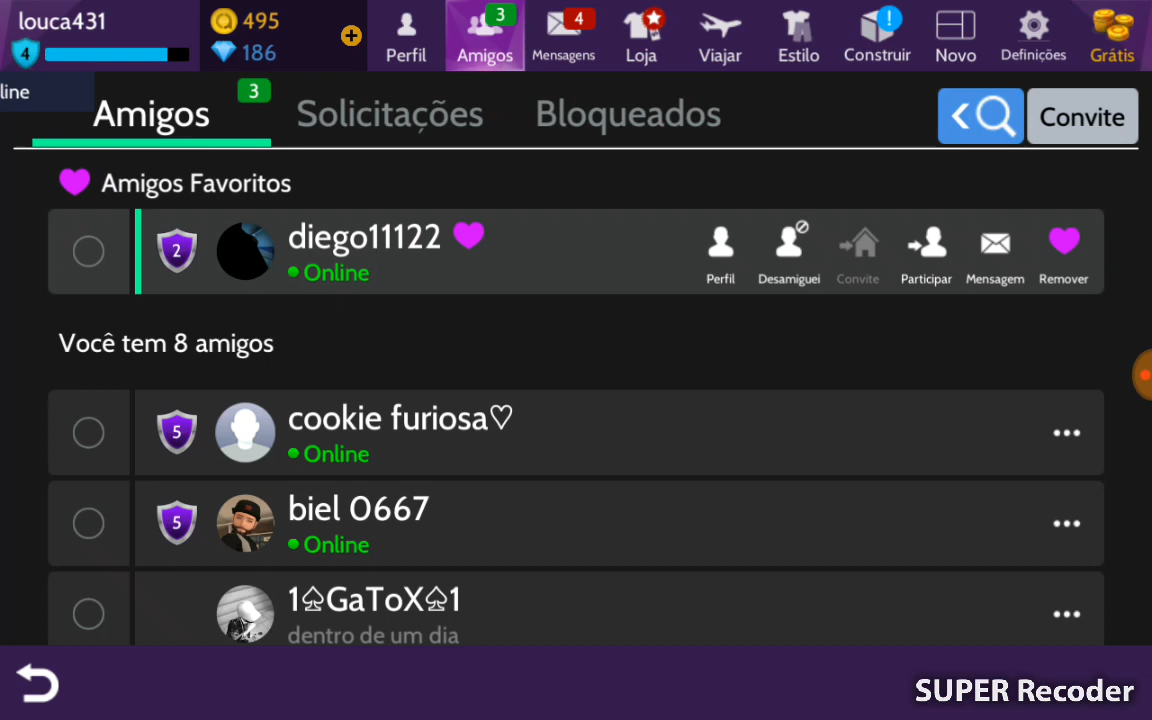 louca431
4
495
186
Perfil
3
Amigos
4
Mensagens
Loja
Viajar
Estilo
!
Construir
Novo
Definições
Grátis
line
Amigos
3
Solicitações
Bloqueados
Convite
Amigos Favoritos
2
diego11122
Online
Perfil
Desamiguei
Convite
Participar
Mensagem
Remover
Você tem 8 amigos
5
cookie furiosa♡
Online
5
biel 0667
Online
1♤GaToX♤1
dentro de um dia
SUPER Recoder